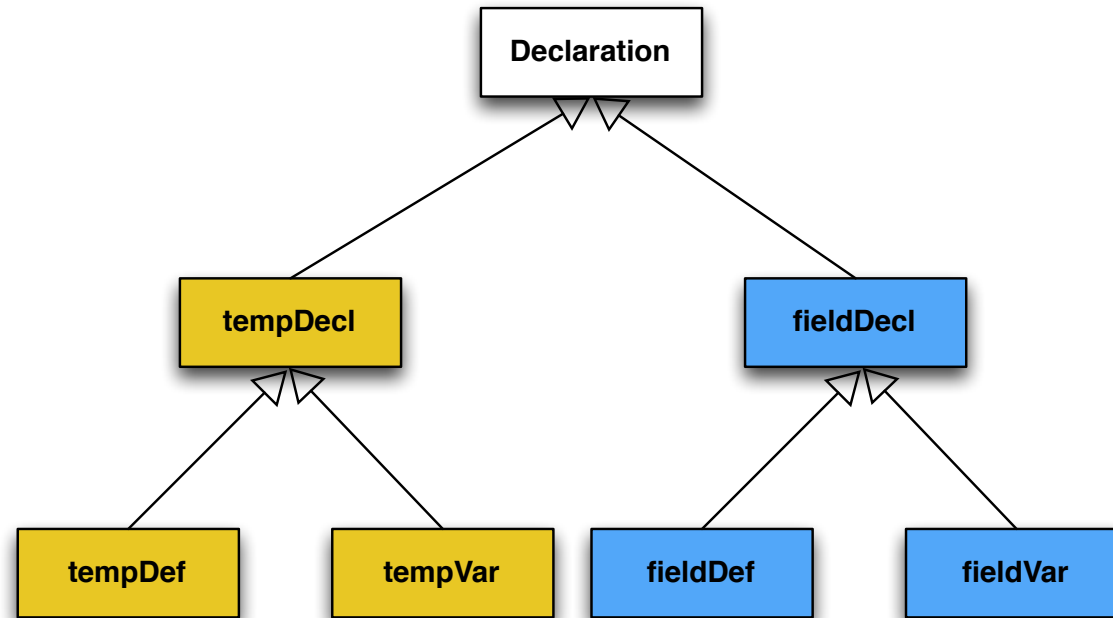 Declaration
tempDecl
fieldDecl
tempDef
tempVar
fieldDef
fieldVar